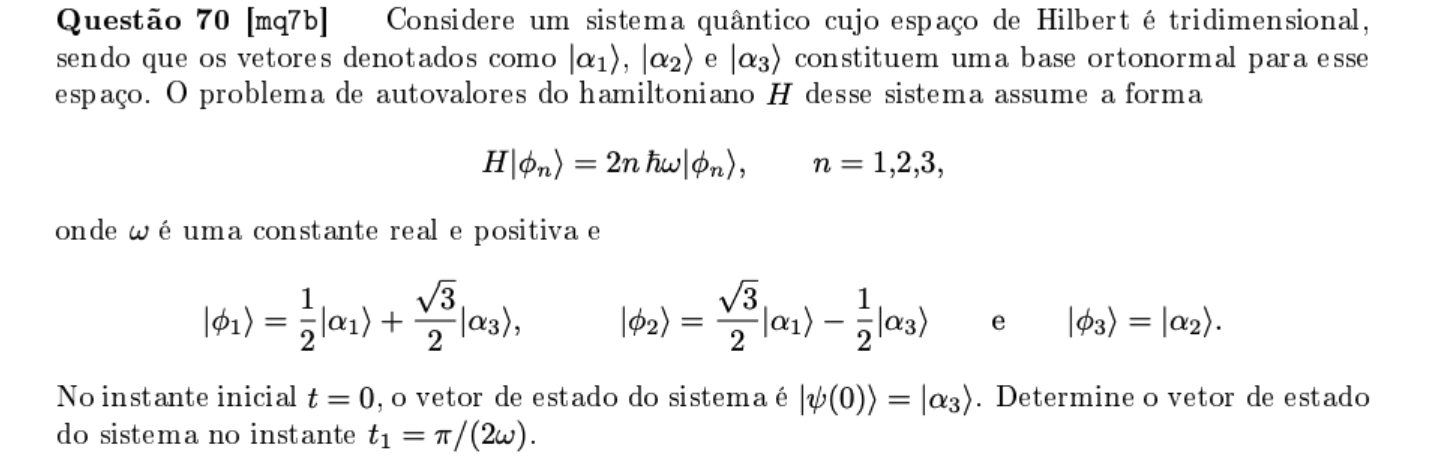 Questão 70 [mq7b] Considere um sistema quântico cujo espaço de Hilbert é tridimensional,
sendo que os vetores denotados como |α₁⟩, |α₂⟩ e |α₃⟩ constituem uma base ortonormal para esse
espaço. O problema de autovalores do hamiltoniano H desse sistema assume a forma
H|ϕₙ⟩ = 2n ħω|ϕₙ⟩, n = 1,2,3,
onde ω é uma constante real e positiva e
|ϕ₁⟩ = 1/2|α₁⟩ + √3/2|α₃⟩, |ϕ₂⟩ = √3/2|α₁⟩ − 1/2|α₃⟩ e |ϕ₃⟩ = |α₂⟩.
No instante inicial t = 0, o vetor de estado do sistema é |ψ(0)⟩ = |α₃⟩. Determine o vetor de estado
do sistema no instante t₁ = π/(2ω).